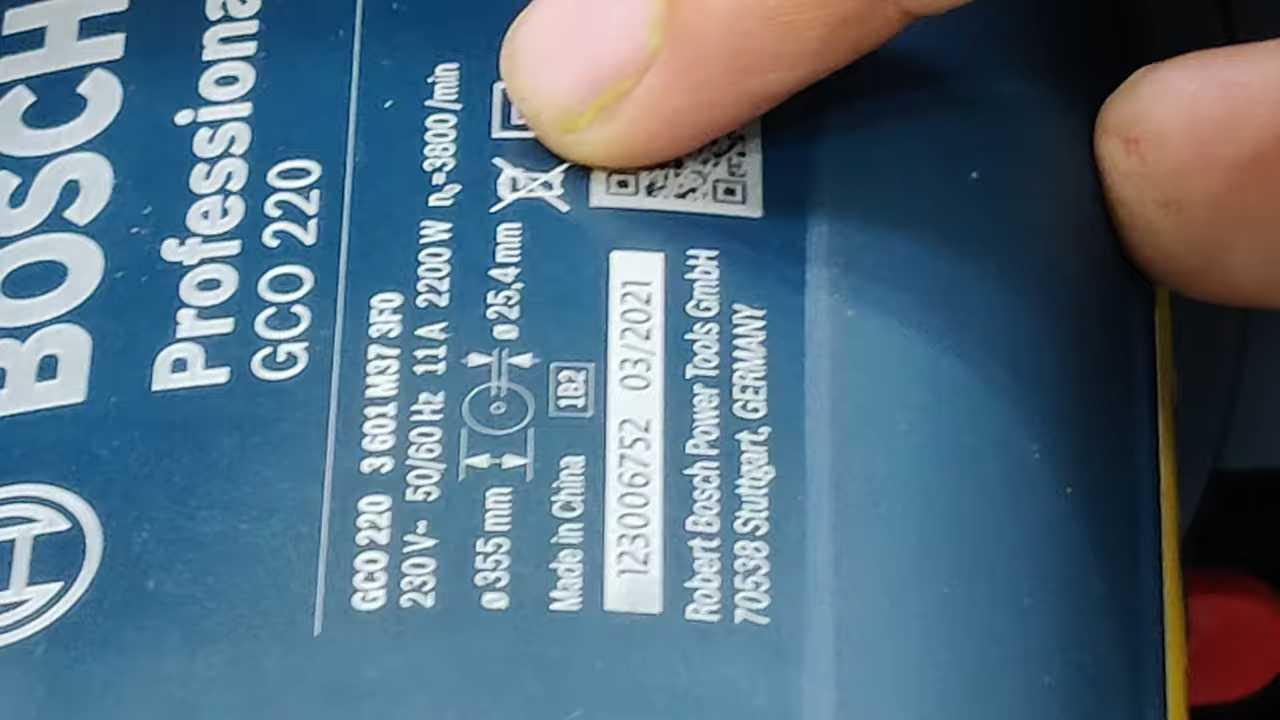 BOSCH
Professional
GCO 220
GCO 220 3 601 M37 3F0
230 V~ 50/60 Hz 11 A 2200 W n₀=3800 /min
ø 355 mm ø 25,4 mm
Made in China 1B2
123006752 03/2021
Robert Bosch Power Tools GmbH
70538 Stuttgart, GERMANY